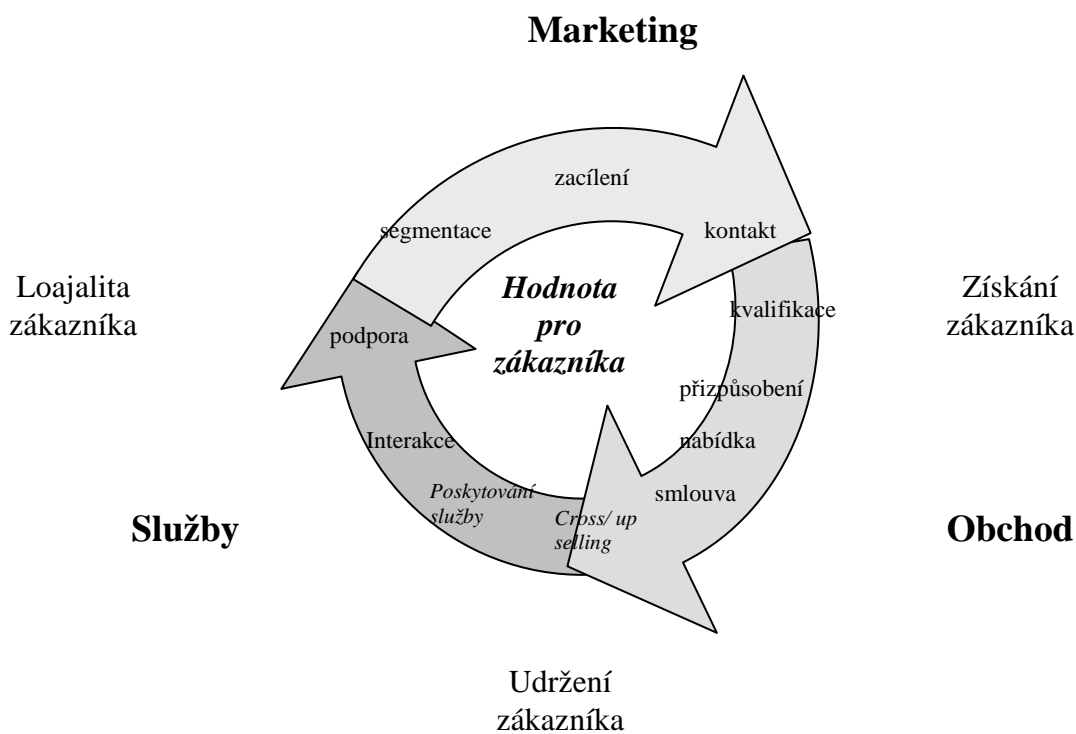 Marketing
zacílení
segmentace
kontakt
Loajalita
zákazníka
Hodnota
pro
zákazníka
Získání
zákazníka
kvalifikace
podpora
přizpůsobení
Interakce
nabídka
Poskytování
služby
smlouva
Cross/ up
selling
Služby
Obchod
Udržení
zákazníka